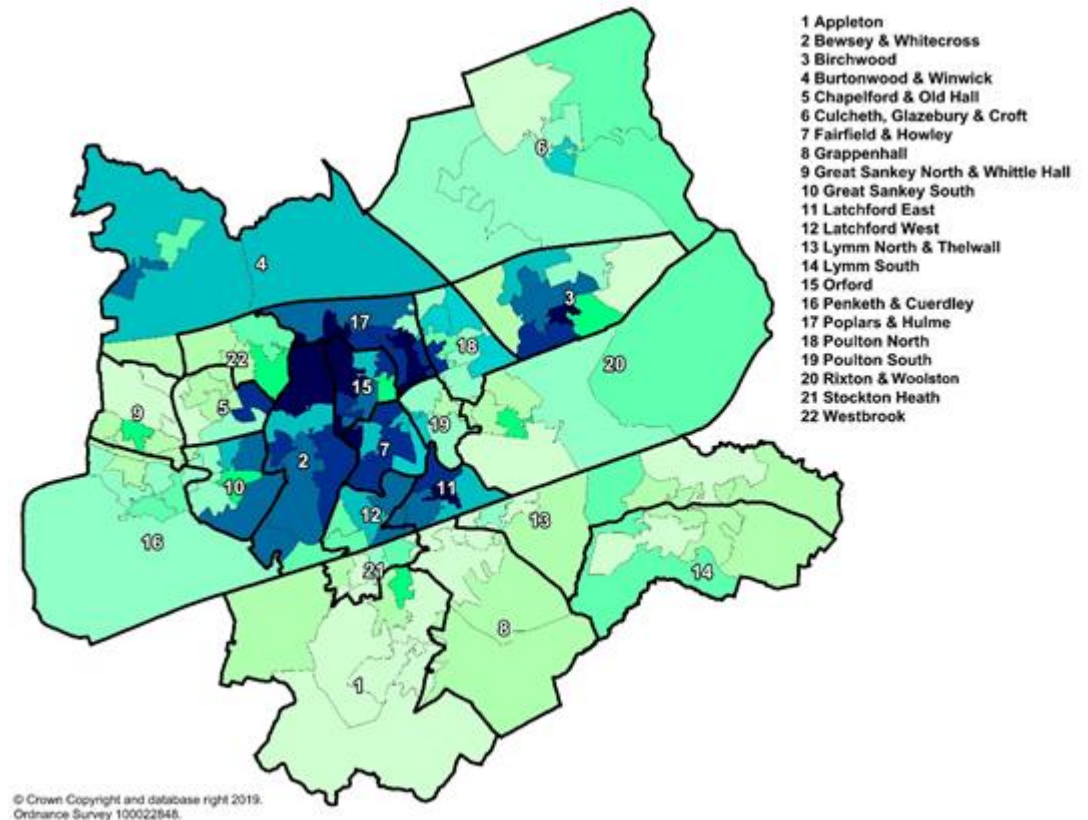 1 Appleton
2 Bewsey & Whitecross
3 Birchwood
4 Burtonwood & Winwick
5 Chapelford & Old Hall
6 Culcheth, Glazebury & Croft
7 Fairfield & Howley
8 Grappenhall
9 Great Sankey North & Whittle Hall
10 Great Sankey South
11 Latchford East
12 Latchford West
13 Lymm North & Thelwall
14 Lymm South
15 Orford
16 Penketh & Cuerdley
17 Poplars & Hulme
18 Poulton North
19 Poulton South
20 Rixton & Woolston
21 Stockton Heath
22 Westbrook
6
4
3
17
18
22
20
15
5
9
19
7
2
10
11
12
13
16
21
14
8
1
© Crown Copyright and database right 2019.
Ordnance Survey 100022848.